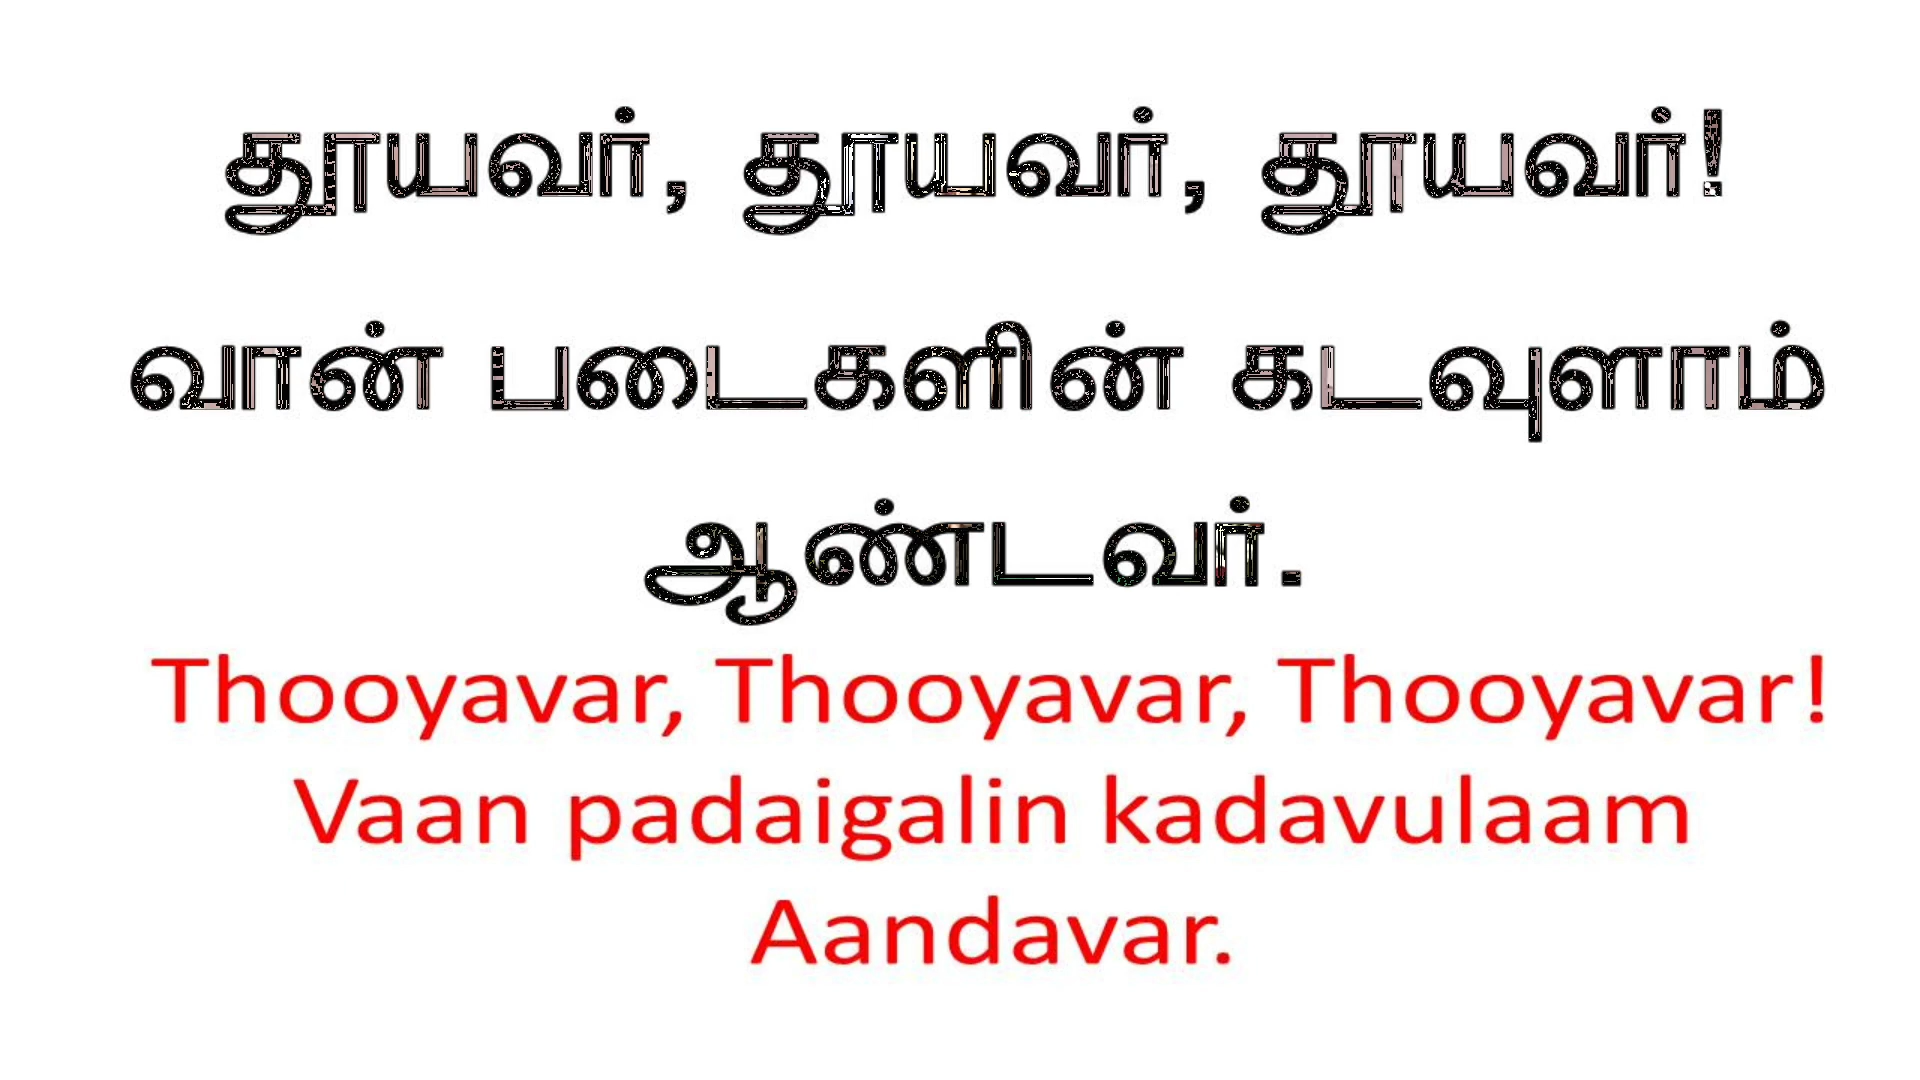 தூயவர், தூயவர், தூயவர்!
வான் படைகளின் கடவுளாம்
ஆண்டவர்.
Thooyavar, Thooyavar, Thooyavar!
Vaan padaigalin kadavulaam
Aandavar.